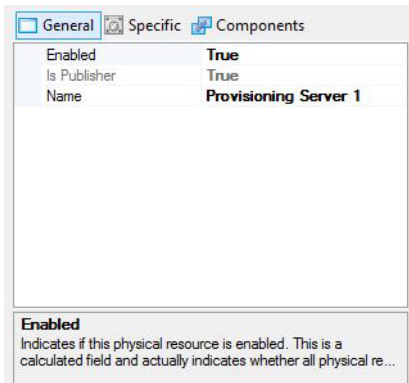 General Specific Components
Enabled True
Is Publisher True
Name Provisioning Server 1
Enabled
Indicates if this physical resource is enabled. This is a
calculated field and actually indicates whether all physical re...